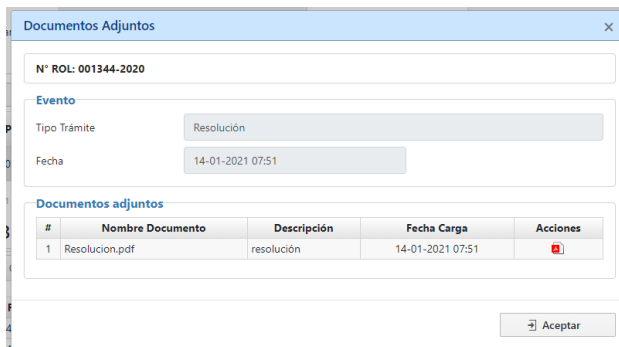 Documentos Adjuntos
N° ROL: 001344-2020
Evento
Tipo Trámite Resolución
Fecha 14-01-2021 07:51
Documentos adjuntos
# Nombre Documento Descripción Fecha Carga Acciones
1 Resolucion.pdf resolución 14-01-2021 07:51
Aceptar